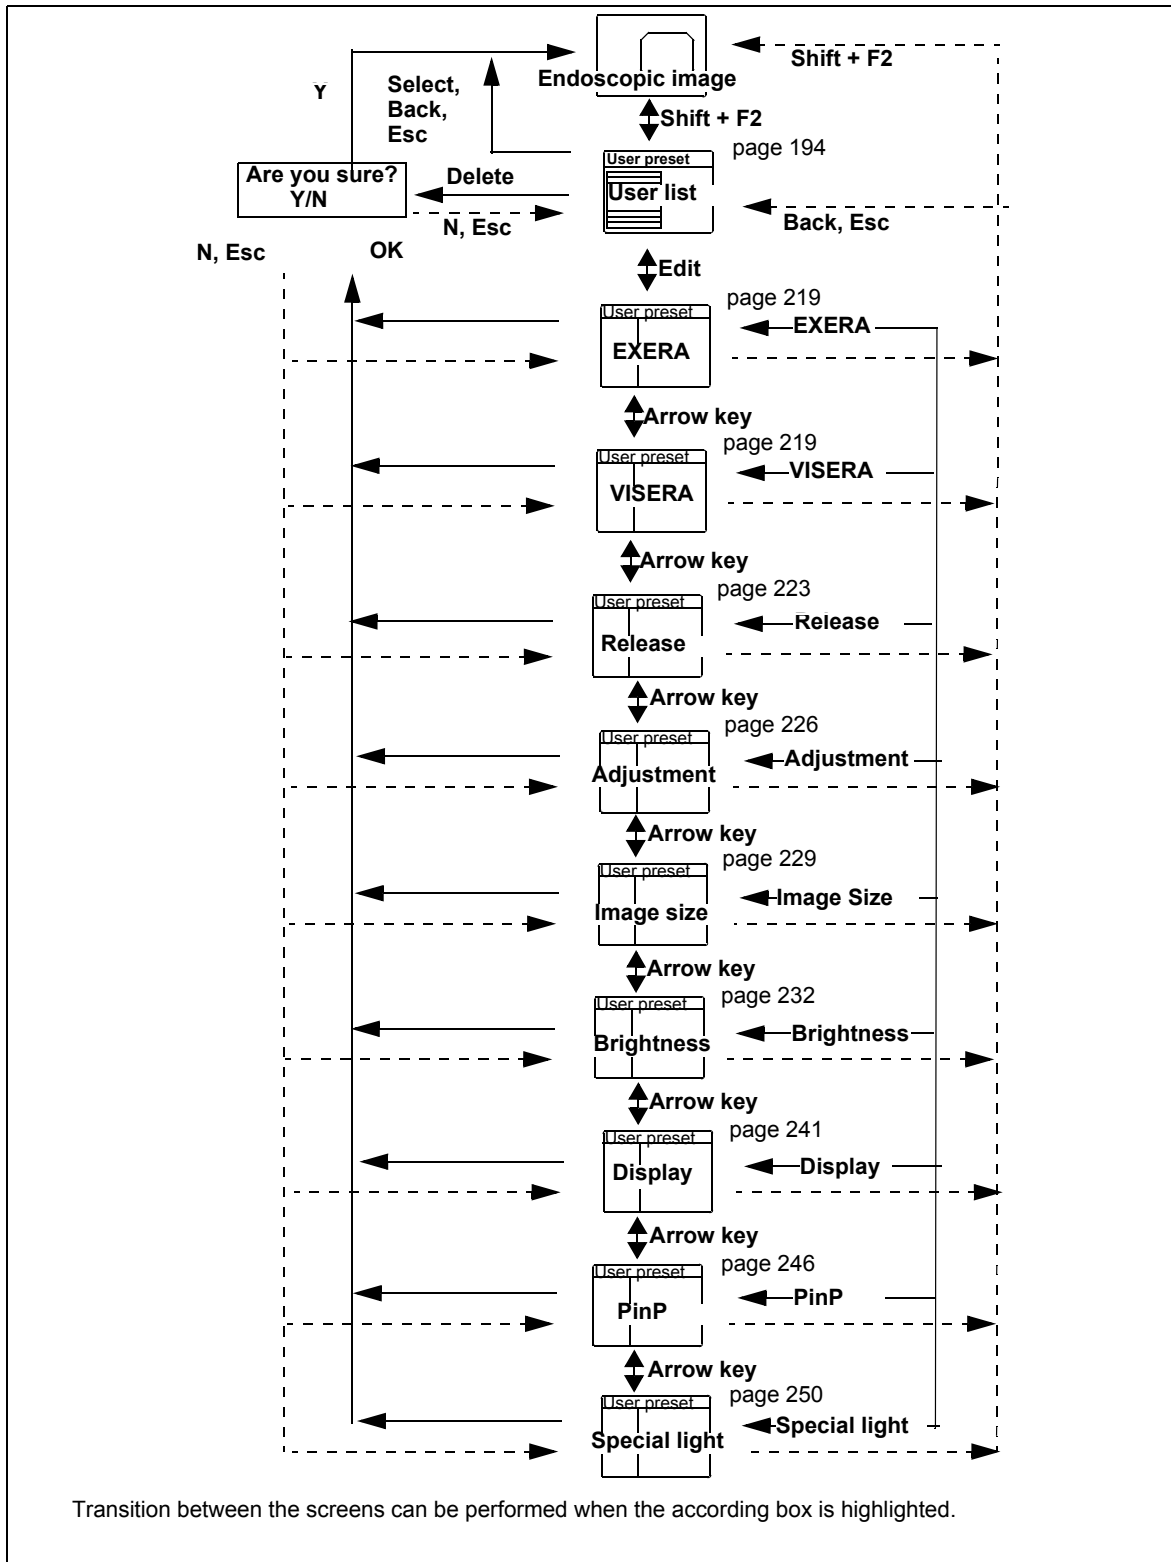 Shift + F2
Y
Select,
Back,
Esc
Endoscopic image
Shift + F2
page 194
User preset
User list
Are you sure?
Y/N
Delete
N, Esc
Back, Esc
N, Esc
OK
Edit
page 219
User preset
EXERA
EXERA
Arrow key
page 219
User preset
VISERA
VISERA
Arrow key
page 223
User preset
Release
Release
Arrow key
page 226
User preset
Adjustment
Adjustment
Arrow key
page 229
User preset
Image Size
Image size
Arrow key
page 232
User preset
Brightness
Brightness
Arrow key
page 241
User preset
Display
Display
Arrow key
page 246
User preset
PinP
PinP
Arrow key
page 250
User preset
Special light
Special light
Transition between the screens can be performed when the according box is highlighted.